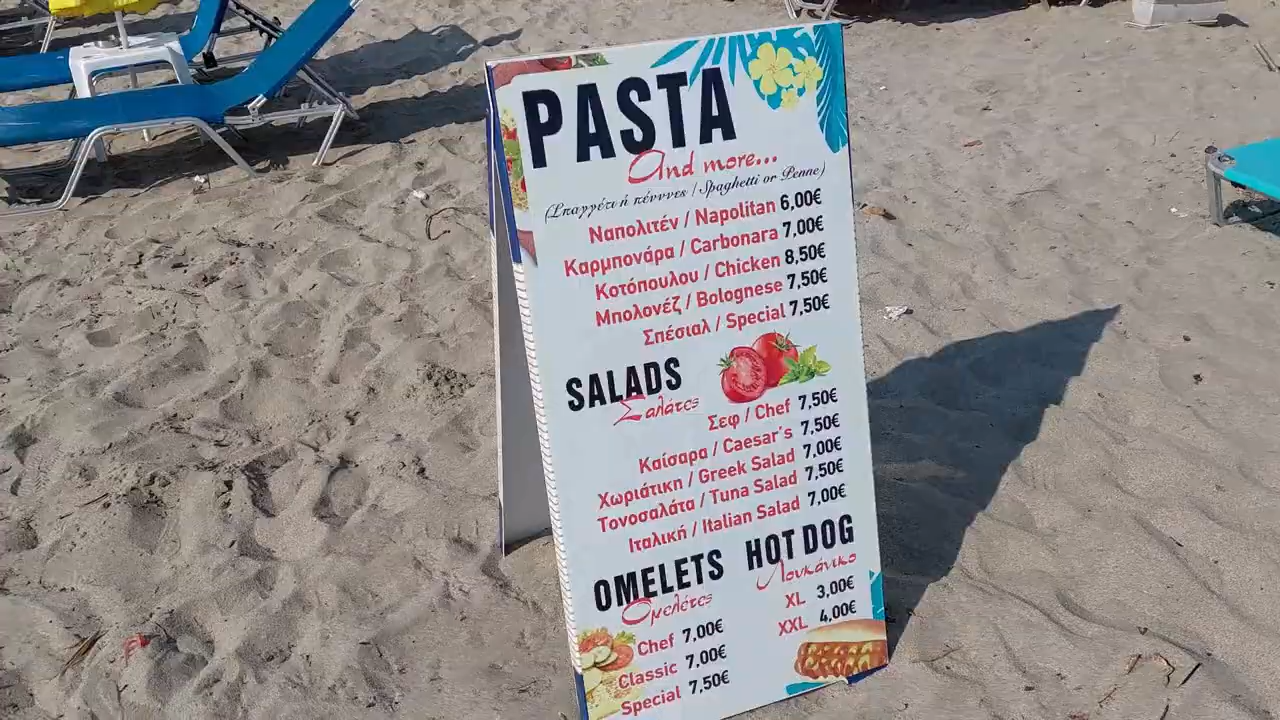 PASTA
And more...
(Σπαγγέτι ή πέννες / Spaghetti or Penne)
Ναπολιτέν / Napolitan 6,00€
Καρμπονάρα / Carbonara 7,00€
Κοτόπουλου / Chicken 8,50€
Μπολονέζ / Bolognese 7,50€
Σπέσιαλ / Special 7,50€
SALADS
Σαλάτες
Σεφ / Chef 7,50€
Καίσαρα / Caesar's 7,50€
Χωριάτικη / Greek Salad 7,00€
Τονοσαλάτα / Tuna Salad 7,50€
Ιταλική / Italian Salad 7,00€
OMELETS
Ομελέτες
Chef 7,00€
Classic 7,00€
Special 7,50€
HOT DOG
Λουκάνικο
XL 3,00€
XXL 4,00€